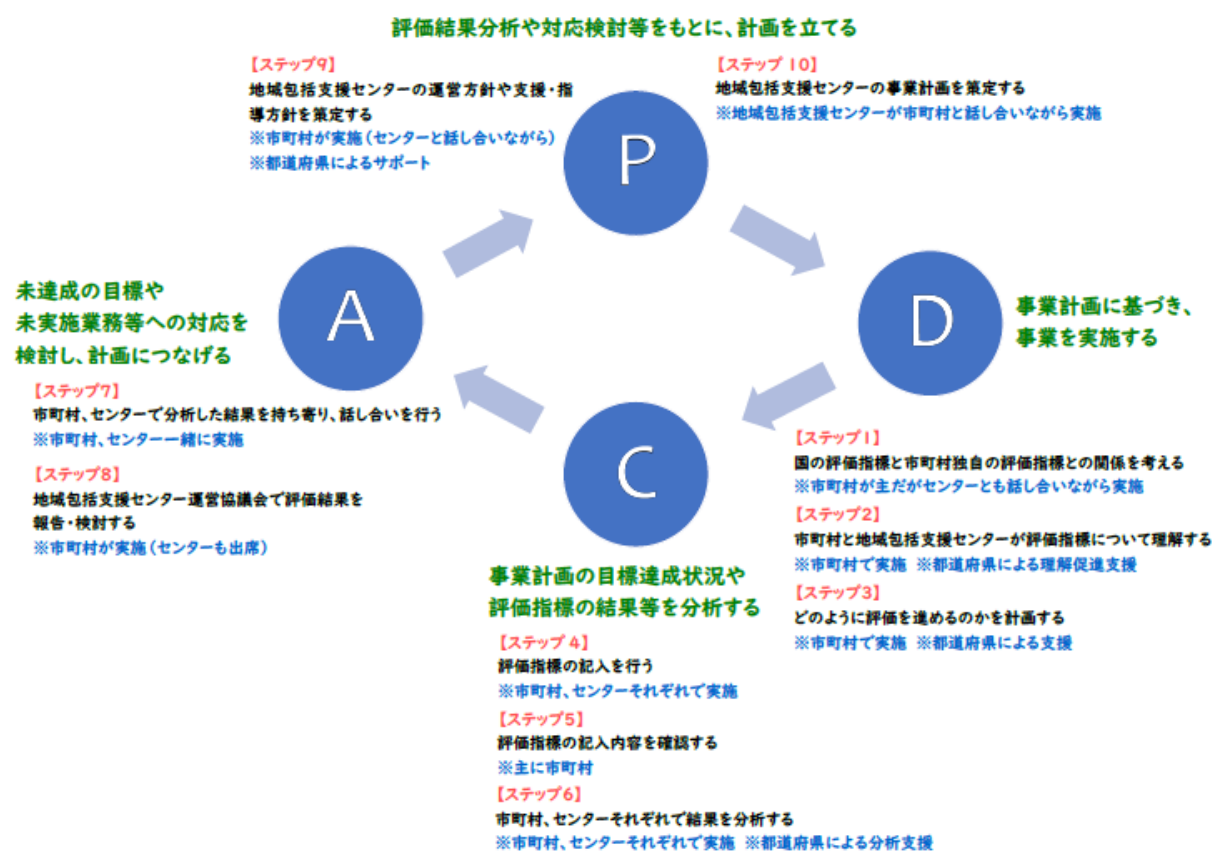 評価結果分析や対応検討等をもとに、計画を立てる
【ステップ9】
地域包括支援センターの運営方針や支援・指
導方針を策定する
※市町村が実施(センターと話し合いながら)
※都道府県によるサポート
【ステップ 10】
地域包括支援センターの事業計画を策定する
※地域包括支援センターが市町村と話し合いながら実施
P
D
事業計画に基づき、
事業を実施する
【ステップ1】
国の評価指標と市町村独自の評価指標との関係を考える
※市町村が主だがセンターとも話し合いながら実施
【ステップ2】
市町村と地域包括支援センターが評価指標について理解する
※市町村で実施 ※都道府県による理解促進支援
【ステップ3】
どのように評価を進めるのかを計画する
※市町村で実施 ※都道府県による支援
C
事業計画の目標達成状況や
評価指標の結果等を分析する
【ステップ 4】
評価指標の記入を行う
※市町村、センターそれぞれで実施
【ステップ5】
評価指標の記入内容を確認する
※主に市町村
【ステップ6】
市町村、センターそれぞれで結果を分析する
※市町村、センターそれぞれで実施 ※都道府県による分析支援
A
未達成の目標や
未実施業務等への対応を
検討し、計画につなげる
【ステップ7】
市町村、センターで分析した結果を持ち寄り、話し合いを行う
※市町村、センター一緒に実施
【ステップ8】
地域包括支援センター運営協議会で評価結果を
報告・検討する
※市町村が実施(センターも出席)